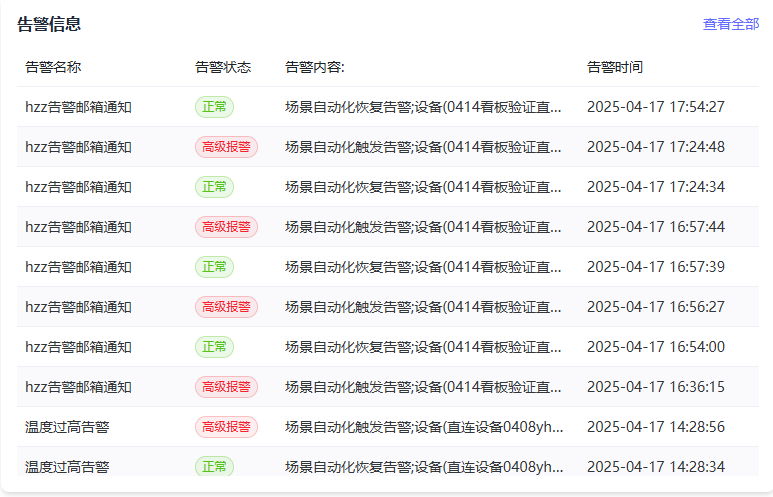 告警信息 查看全部
告警名称 告警状态 告警内容: 告警时间
hzz告警邮箱通知 正常 场景自动化恢复告警;设备(0414看板验证直... 2025-04-17 17:54:27
hzz告警邮箱通知 高级报警 场景自动化触发告警;设备(0414看板验证直... 2025-04-17 17:24:48
hzz告警邮箱通知 正常 场景自动化恢复告警;设备(0414看板验证直... 2025-04-17 17:24:34
hzz告警邮箱通知 高级报警 场景自动化触发告警;设备(0414看板验证直... 2025-04-17 16:57:44
hzz告警邮箱通知 正常 场景自动化恢复告警;设备(0414看板验证直... 2025-04-17 16:57:39
hzz告警邮箱通知 高级报警 场景自动化触发告警;设备(0414看板验证直... 2025-04-17 16:56:27
hzz告警邮箱通知 正常 场景自动化恢复告警;设备(0414看板验证直... 2025-04-17 16:54:00
hzz告警邮箱通知 高级报警 场景自动化触发告警;设备(0414看板验证直... 2025-04-17 16:36:15
温度过高告警 高级报警 场景自动化触发告警;设备(直连设备0408yh... 2025-04-17 14:28:56
温度过高告警 正常 场景自动化恢复告警;设备(直连设备0408yh... 2025-04-17 14:28:34